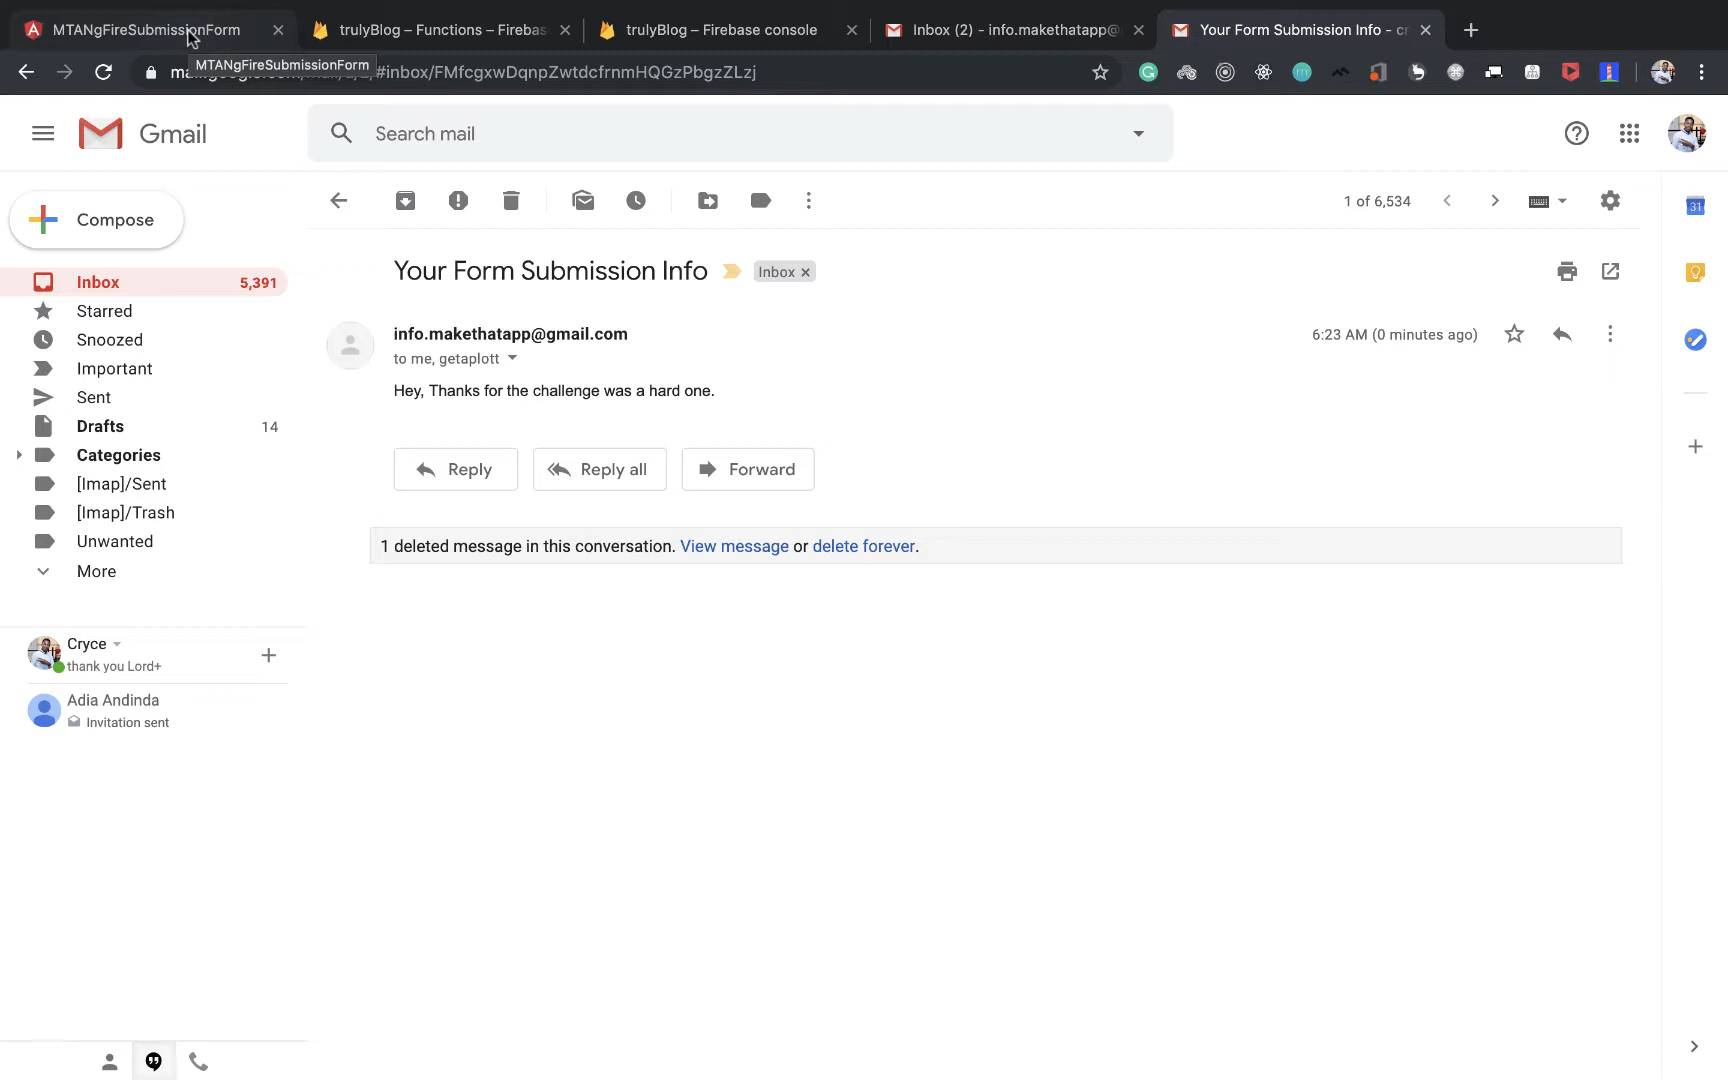 MTANgFireSubmissionForm
trulyBlog – Functions – Firebas
trulyBlog – Firebase console
Inbox (2) - info.makethatapp@
Your Form Submission Info - cr
#inbox/FMfcgxwDqnpZwtdcfrnmHQGzPbgzZLzj
MTANgFireSubmissionForm
Gmail
Search mail
Compose
1 of 6,534
31
Inbox 5,391
Starred
Snoozed
Important
Sent
Drafts 14
Categories
[Imap]/Sent
[Imap]/Trash
Unwanted
More
Your Form Submission Info
Inbox
info.makethatapp@gmail.com
6:23 AM (0 minutes ago)
to me, getaplott
Hey, Thanks for the challenge was a hard one.
Reply
Reply all
Forward
1 deleted message in this conversation. View message or delete forever.
Cryce
thank you Lord+
Adia Andinda
Invitation sent